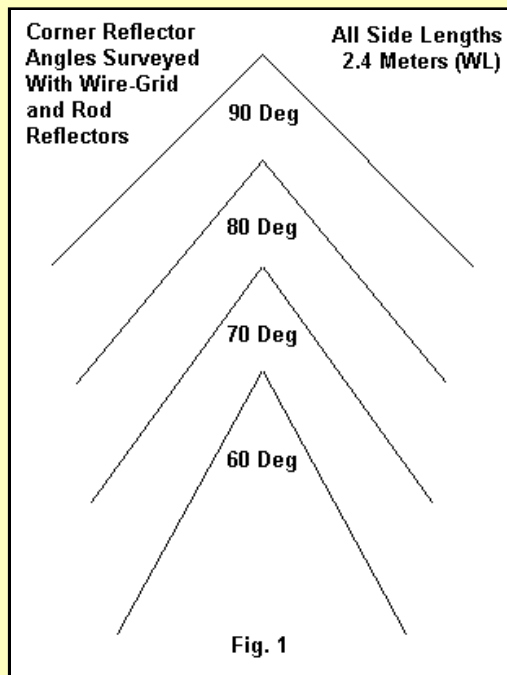 Corner Reflector
Angles Surveyed
With Wire-Grid
and Rod
Reflectors
All Side Lengths
2.4 Meters (WL)
90 Deg
80 Deg
70 Deg
60 Deg
Fig. 1